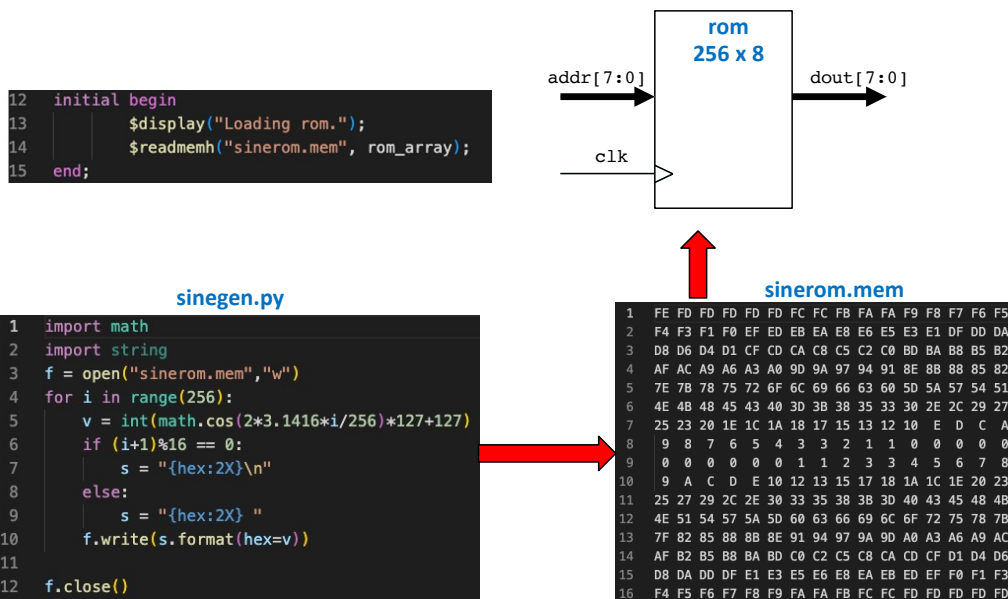 rom
256 x 8
addr[7:0]
dout[7:0]
clk
12 initial begin
13 $display("Loading rom.");
14 $readmemh("sinerom.mem", rom_array);
15 end;
sinegen.py
1 import math
2 import string
3 f = open("sinerom.mem","w")
4 for i in range(256):
5 v = int(math.cos(2*3.1416*i/256)*127+127)
6 if (i+1)%16 == 0:
7 s = "{hex:2X}\n"
8 else:
9 s = "{hex:2X} "
10 f.write(s.format(hex=v))
11
12 f.close()
sinerom.mem
1 FE FD FD FD FD FD FC FC FB FA FA F9 F8 F7 F6 F5
2 F4 F3 F1 F0 EF ED EB EA E8 E6 E5 E3 E1 DF DD DA
3 D8 D6 D4 D1 CF CD CA C8 C5 C2 C0 BD BA B8 B5 B2
4 AF AC A9 A6 A3 A0 9D 9A 97 94 91 8E 8B 88 85 82
5 7E 7B 78 75 72 6F 6C 69 66 63 60 5D 5A 57 54 51
6 4E 4B 48 45 43 40 3D 3B 38 35 33 30 2E 2C 29 27
7 25 23 20 1E 1C 1A 18 17 15 13 12 10 E D C A
8 9 8 7 6 5 4 3 3 2 1 1 0 0 0 0 0
9 0 0 0 0 0 0 1 1 2 3 3 4 5 6 7 8
10 9 A C D E 10 12 13 15 17 18 1A 1C 1E 20 23
11 25 27 29 2C 2E 30 33 35 38 3B 3D 40 43 45 48 4B
12 4E 51 54 57 5A 5D 60 63 66 69 6C 6F 72 75 78 7B
13 7F 82 85 88 8B 8E 91 94 97 9A 9D A0 A3 A6 A9 AC
14 AF B2 B5 B8 BA BD C0 C2 C5 C8 CA CD CF D1 D4 D6
15 D8 DA DD DF E1 E3 E5 E6 E8 EA EB ED EF F0 F1 F3
16 F4 F5 F6 F7 F8 F9 FA FA FB FC FC FD FD FD FD FD